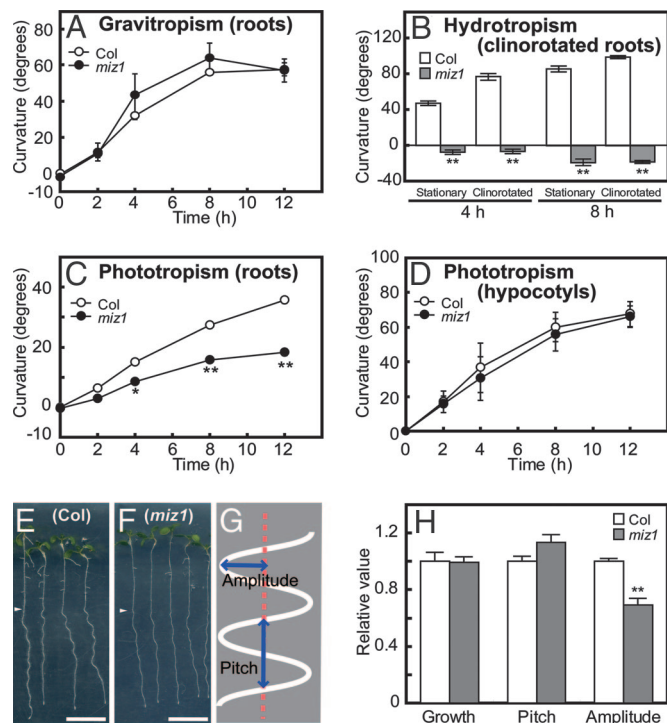 A Gravitropism (roots)
Col
miz1
Curvature (degrees)
80
60
40
20
0
-10
0 2 4 6 8 10 12
Time (h)
B Hydrotropism
(clinorotated roots)
Col
miz1
Curvature (degrees)
120
80
40
0
-40
** ** ** **
Stationary Clinorotated Stationary Clinorotated
4 h 8 h
C Phototropism (roots)
Col
miz1
Curvature (degrees)
40
20
0
-10
* ** **
0 2 4 6 8 10 12
Time (h)
D Phototropism
(hypocotyls)
Col
miz1
Curvature (degrees)
100
80
60
40
20
0
0 2 4 6 8 10 12
Time (h)
E (Col)
F (miz1)
G
Amplitude
Pitch
H
Col
miz1
Relative value
1.2
0.8
0.4
0
**
Growth Pitch Amplitude